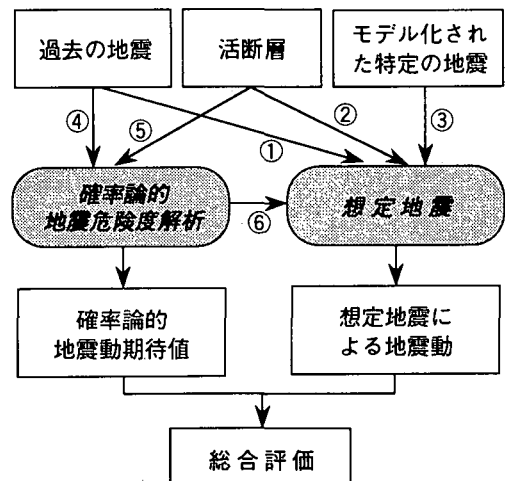 過去の地震
活断層
モデル化され
た特定の地震
④
⑤
①
②
③
確率論的
地震危険度解析
⑥
想定地震
確率論的
地震動期待値
想定地震に
よる地震動
総合評価